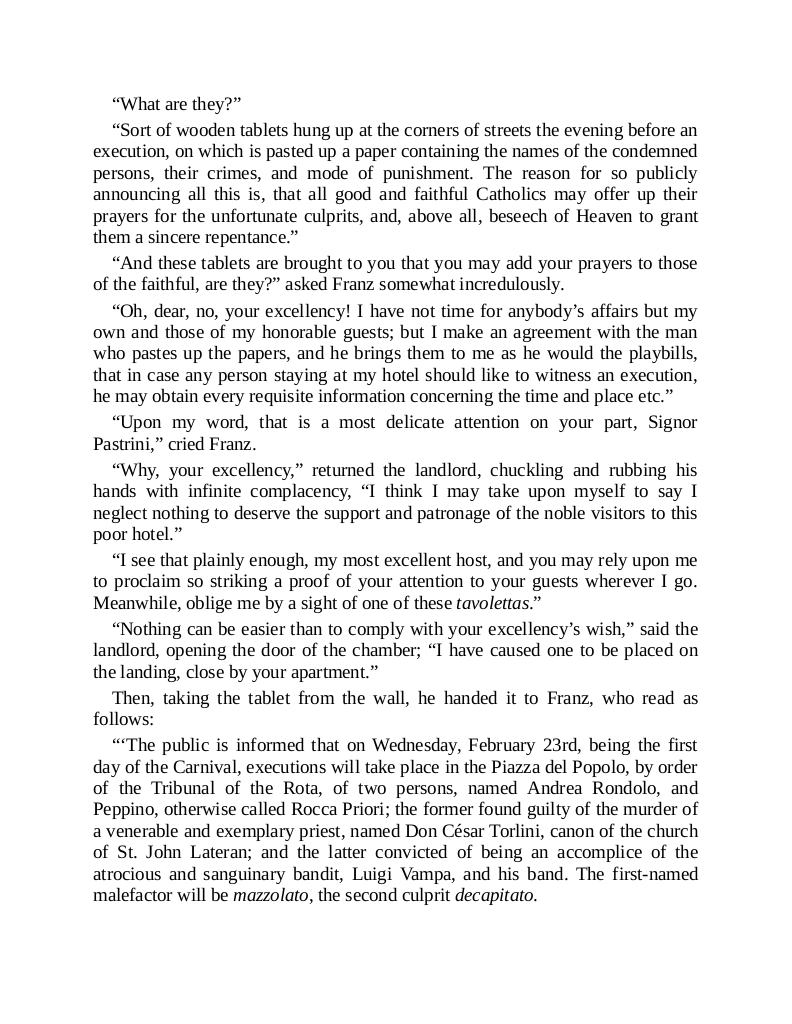 “What are they?”
“Sort of wooden tablets hung up at the corners of streets the evening before an
execution, on which is pasted up a paper containing the names of the condemned
persons, their crimes, and mode of punishment. The reason for so publicly
announcing all this is, that all good and faithful Catholics may offer up their
prayers for the unfortunate culprits, and, above all, beseech of Heaven to grant
them a sincere repentance.”
“And these tablets are brought to you that you may add your prayers to those
of the faithful, are they?” asked Franz somewhat incredulously.
“Oh, dear, no, your excellency! I have not time for anybody’s affairs but my
own and those of my honorable guests; but I make an agreement with the man
who pastes up the papers, and he brings them to me as he would the playbills,
that in case any person staying at my hotel should like to witness an execution,
he may obtain every requisite information concerning the time and place etc.”
“Upon my word, that is a most delicate attention on your part, Signor
Pastrini,” cried Franz.
“Why, your excellency,” returned the landlord, chuckling and rubbing his
hands with infinite complacency, “I think I may take upon myself to say I
neglect nothing to deserve the support and patronage of the noble visitors to this
poor hotel.”
“I see that plainly enough, my most excellent host, and you may rely upon me
to proclaim so striking a proof of your attention to your guests wherever I go.
Meanwhile, oblige me by a sight of one of these tavolettas.”
“Nothing can be easier than to comply with your excellency’s wish,” said the
landlord, opening the door of the chamber; “I have caused one to be placed on
the landing, close by your apartment.”
Then, taking the tablet from the wall, he handed it to Franz, who read as
follows:
“‘The public is informed that on Wednesday, February 23rd, being the first
day of the Carnival, executions will take place in the Piazza del Popolo, by order
of the Tribunal of the Rota, of two persons, named Andrea Rondolo, and
Peppino, otherwise called Rocca Priori; the former found guilty of the murder of
a venerable and exemplary priest, named Don César Torlini, canon of the church
of St. John Lateran; and the latter convicted of being an accomplice of the
atrocious and sanguinary bandit, Luigi Vampa, and his band. The first-named
malefactor will be mazzolato, the second culprit decapitato.